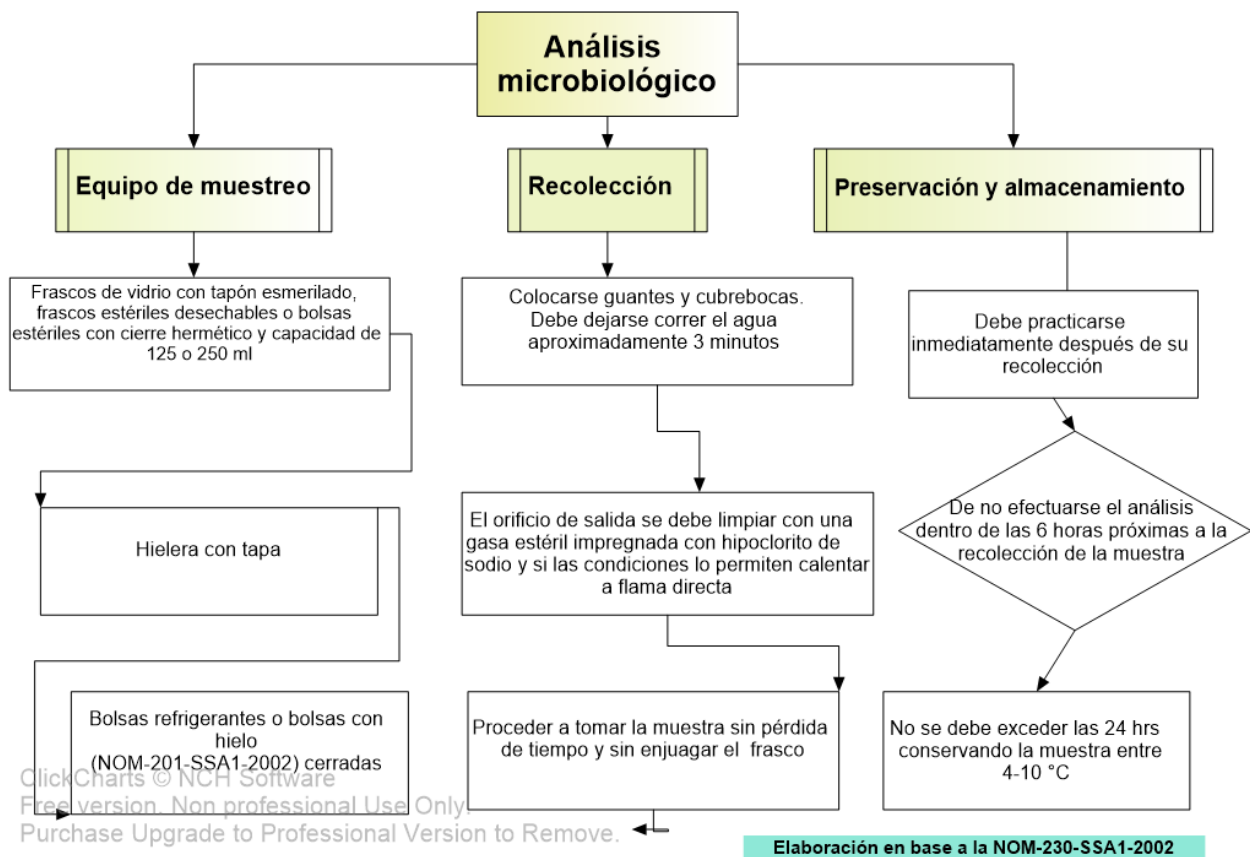 Análisis
microbiológico
Equipo de muestreo
Recolección
Preservación y almacenamiento
Frascos de vidrio con tapón esmerilado,
frascos estériles desechables o bolsas
estériles con cierre hermético y capacidad de
125 o 250 ml
Colocarse guantes y cubrebocas.
Debe dejarse correr el agua
aproximadamente 3 minutos
Debe practicarse
inmediatamente después de su
recolección
Hielera con tapa
El orificio de salida se debe limpiar con una
gasa estéril impregnada con hipoclorito de
sodio y si las condiciones lo permiten calentar
a flama directa
De no efectuarse el análisis
dentro de las 6 horas próximas a la
recolección de la muestra
Bolsas refrigerantes o bolsas con
hielo
(NOM-201-SSA1-2002) cerradas
Proceder a tomar la muestra sin pérdida
de tiempo y sin enjuagar el frasco
No se debe exceder las 24 hrs
conservando la muestra entre
4-10 °C
ClickCharts © NCH Software
Free version. Non professional Use Only.
Purchase Upgrade to Professional Version to Remove.
Elaboración en base a la NOM-230-SSA1-2002